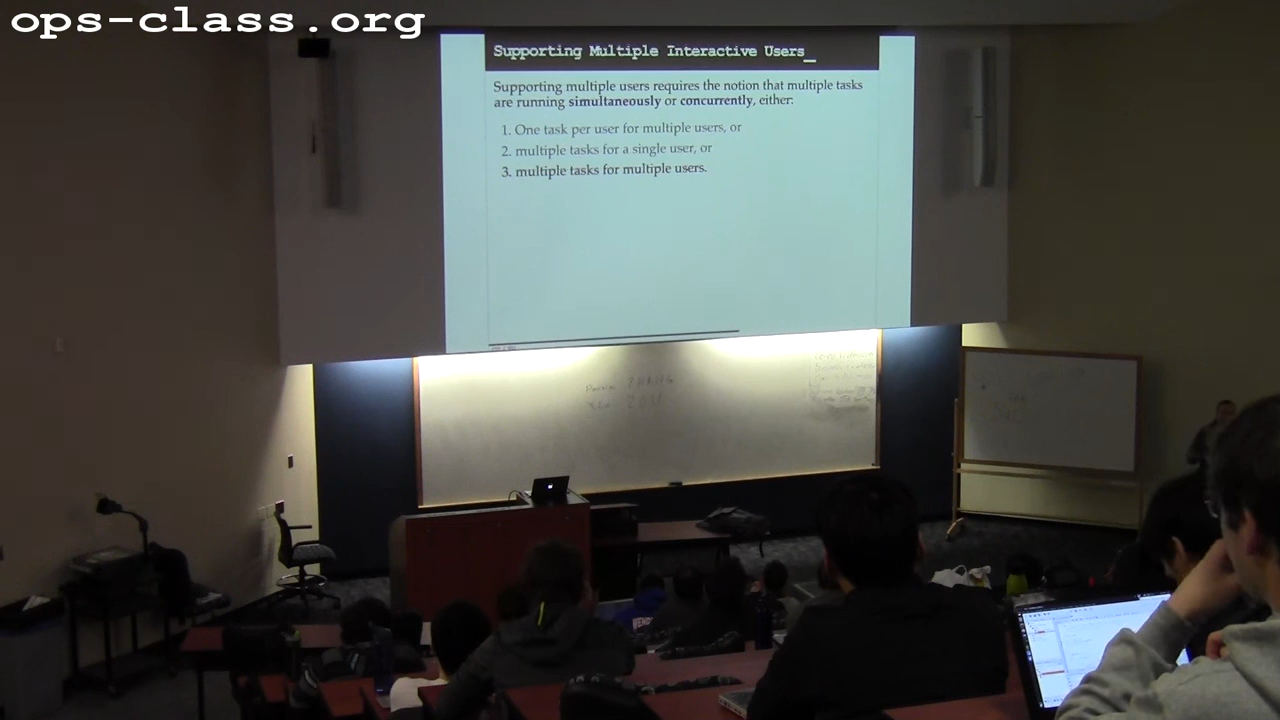 ops-class.org
Supporting Multiple Interactive Users_
Supporting multiple users requires the notion that multiple tasks
are running simultaneously or concurrently, either:
1. One task per user for multiple users, or
2. multiple tasks for a single user, or
3. multiple tasks for multiple users.
ZHANG